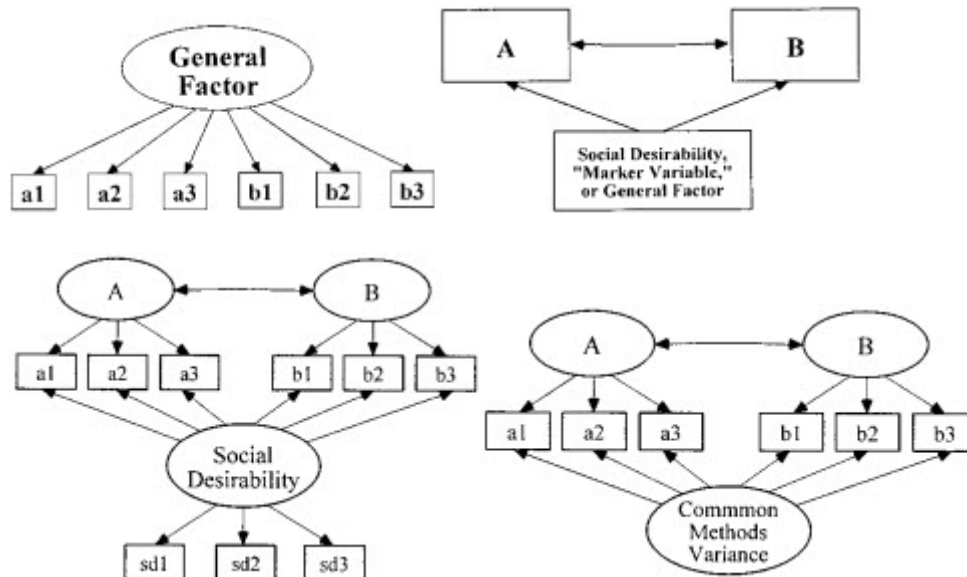 General
Factor
a1 a2 a3 b1 b2 b3
A B
Social Desirability,
"Marker Variable,"
or General Factor
A B
a1 a2 a3 b1 b2 b3
Social
Desirability
sd1 sd2 sd3
A B
a1 a2 a3 b1 b2 b3
Commmon
Methods
Variance